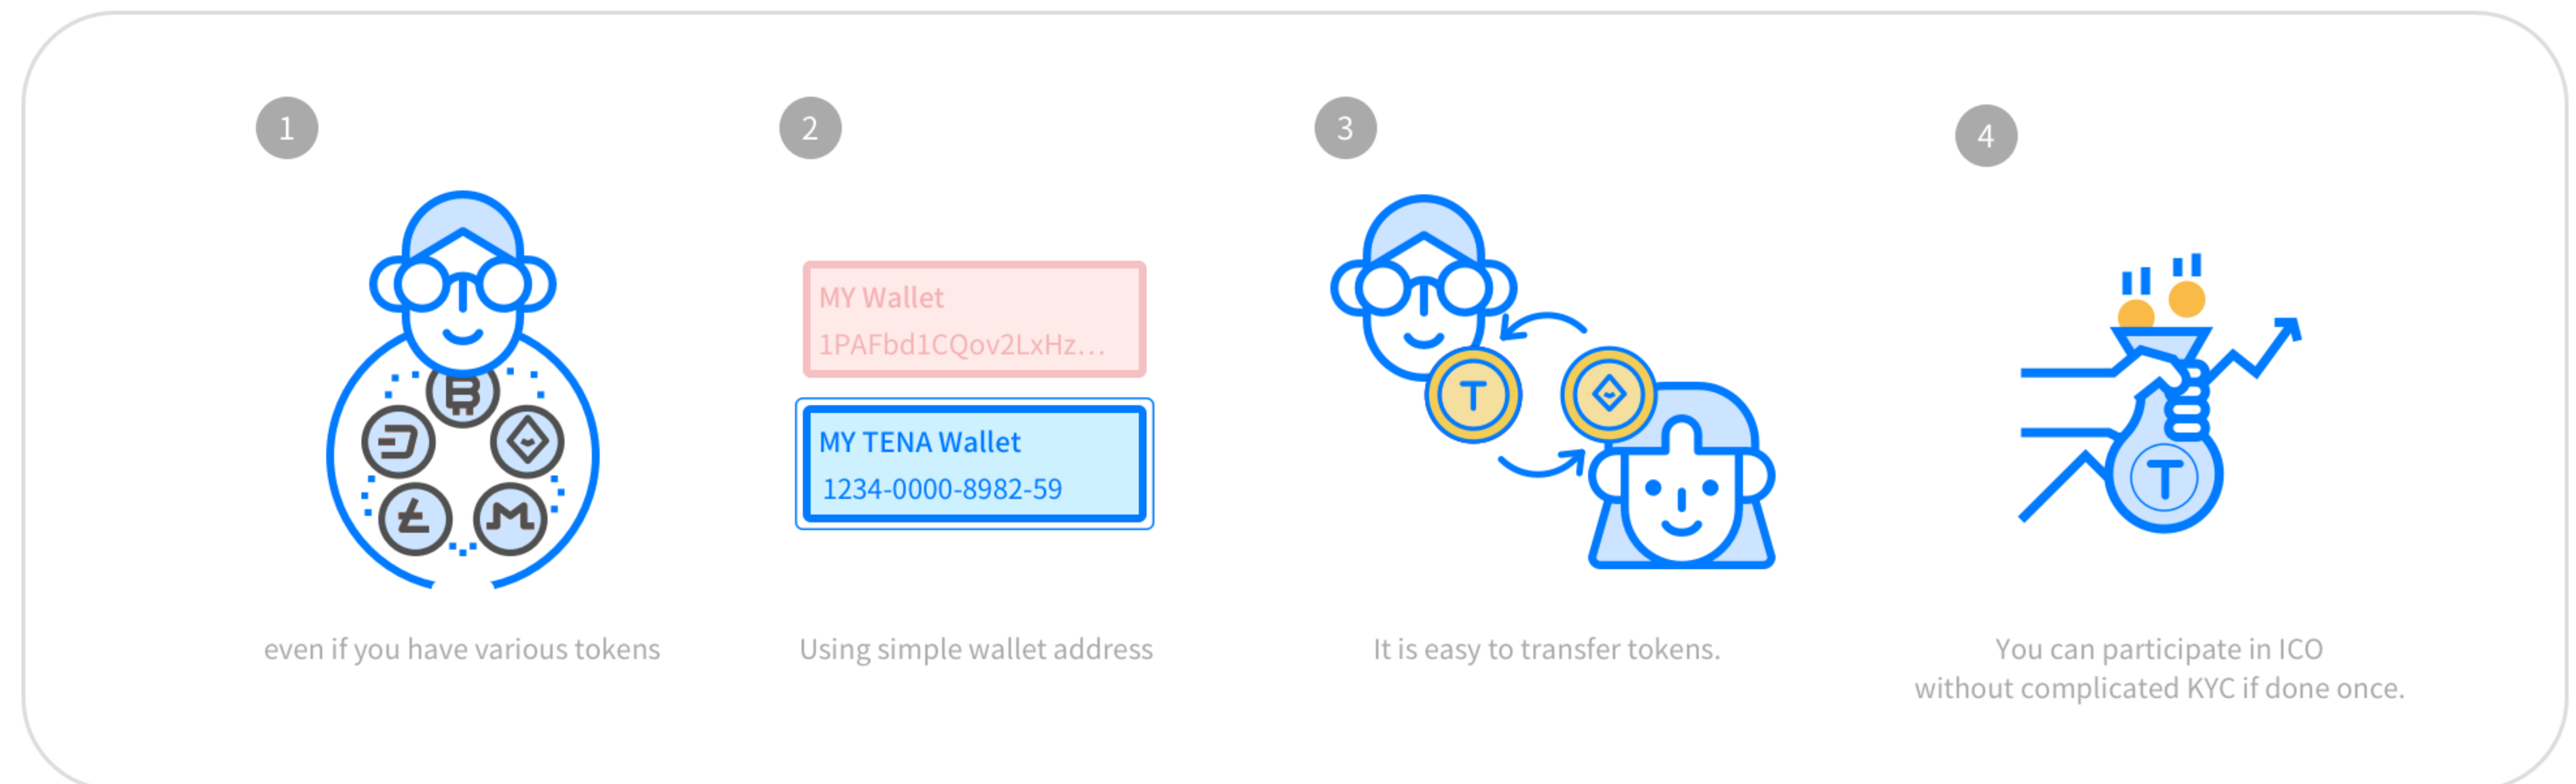 1
2
3
4
MY Wallet
1PAFbd1CQov2LxHz...
MY TENA Wallet
1234-0000-8982-59
T
T
even if you have various tokens
Using simple wallet address
It is easy to transfer tokens.
You can participate in ICO
without complicated KYC if done once.